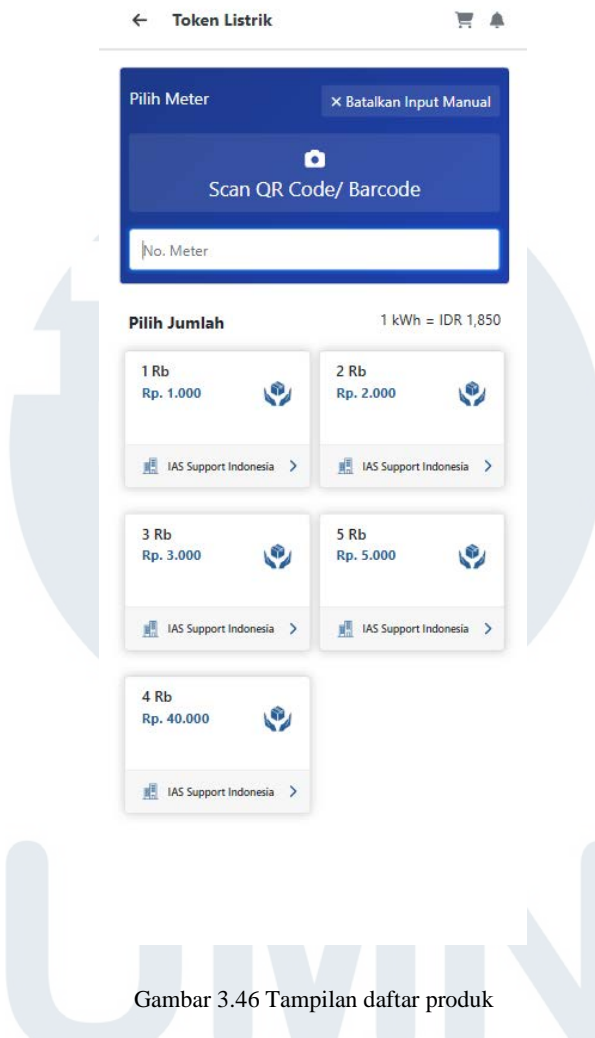 Token Listrik
Pilih Meter
× Batalkan Input Manual
Scan QR Code/ Barcode
No. Meter
Pilih Jumlah
1 kWh = IDR 1,850
1 Rb
Rp. 1.000
IAS Support Indonesia
2 Rb
Rp. 2.000
IAS Support Indonesia
3 Rb
Rp. 3.000
IAS Support Indonesia
5 Rb
Rp. 5.000
IAS Support Indonesia
4 Rb
Rp. 40.000
IAS Support Indonesia
UMN
Gambar 3.46 Tampilan daftar produk